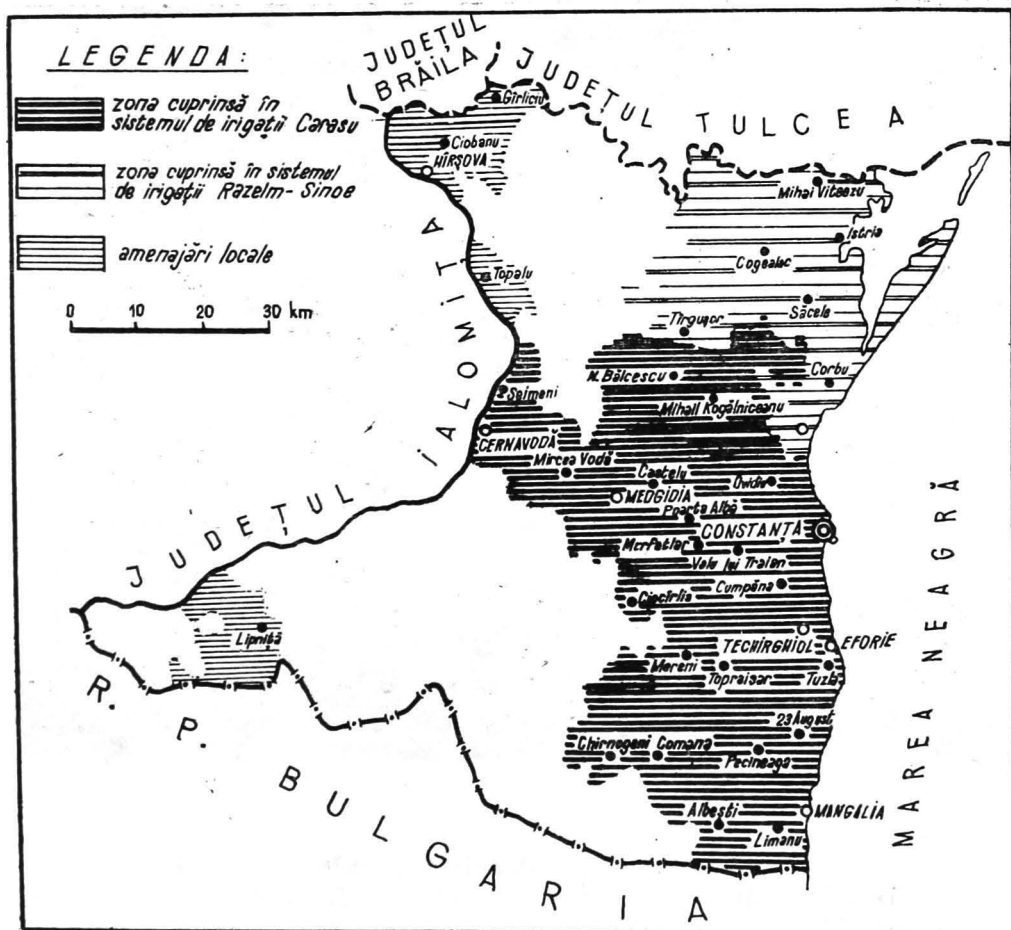 LEGENDA:
zona cuprinsă în
sistemul de irigații Carasu
zona cuprinsă în sistemul
de irigații Razelm-Sinoe
amenajări locale
0 10 20 30 km
JUDEȚUL
BRĂILA
JUDEȚUL TULCEA
Gîrliciu
Ciobanu
HÎRȘOVA
Mihai Viteazu
Istria
Cogealac
Topalu
Săcele
Tîrgușor
N. Bălcescu
Corbu
Seimeni
Mihail Kogălniceanu
CERNAVODĂ
Mircea Vodă
Castelu
Ovidiu
MEDGIDIA
Poarta Albă
CONSTANȚA
Murfatlar
Valu lui Traian
Ciocîrlia
Cumpăna
JUDEȚUL IALOMIȚA
Lipnița
TECHIRGHIOL
EFORIE
Mereni
Topraisar
Tuzla
23 August
Chirnogeni
Comana
Pecineaga
Albești
MANGALIA
Limanu
R. P. BULGARIA
MAREA NEAGRĂ